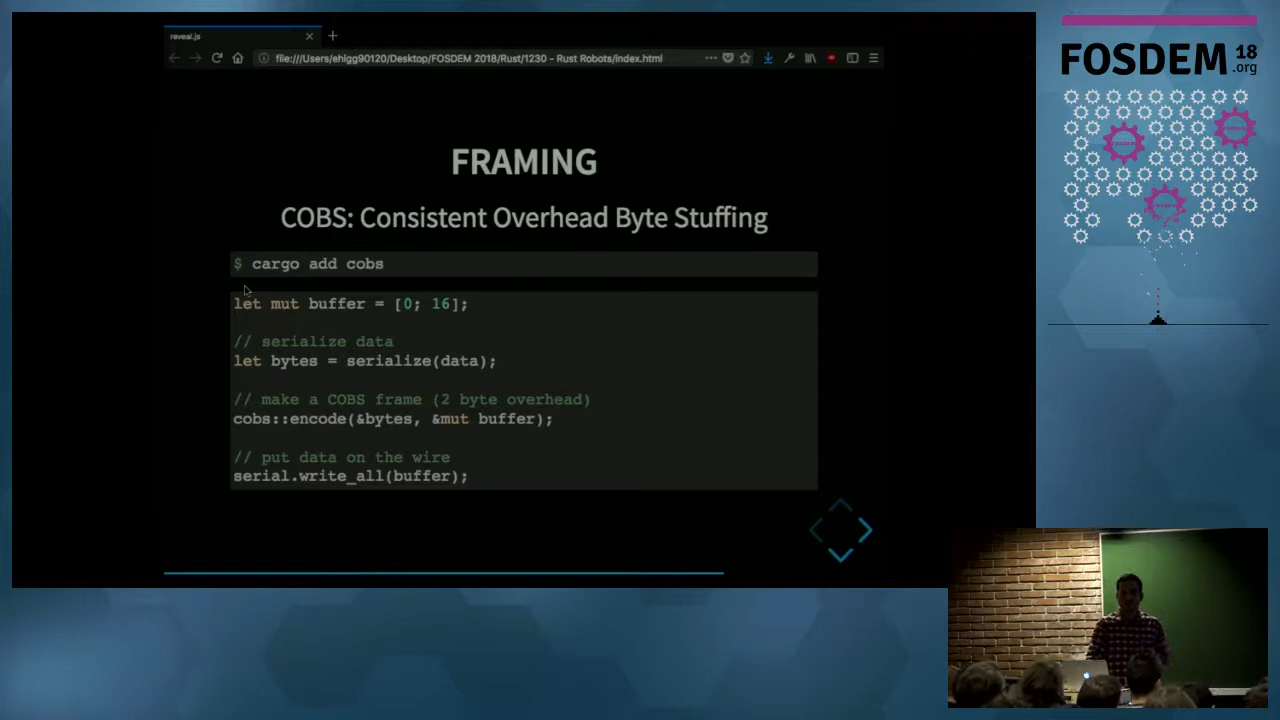 reveal.js
file:///Users/ehigg90120/Desktop/FOSDEM 2018/Rust/1230 - Rust Robots/index.html
FRAMING
COBS: Consistent Overhead Byte Stuffing
$ cargo add cobs
let mut buffer = [0; 16];
// serialize data
let bytes = serialize(data);
// make a COBS frame (2 byte overhead)
cobs::encode(&bytes, &mut buffer);
// put data on the wire
serial.write_all(buffer);
FOSDEM 18
.org